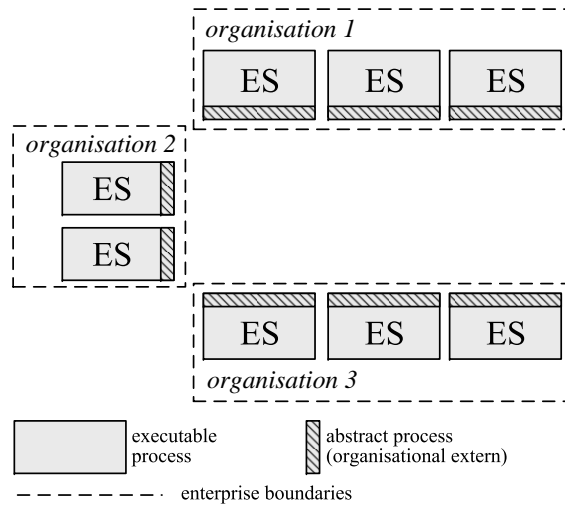 organisation 1
ES ES ES
organisation 2
ES
ES
ES ES ES
organisation 3
executable
process
abstract process
(organisational extern)
enterprise boundaries